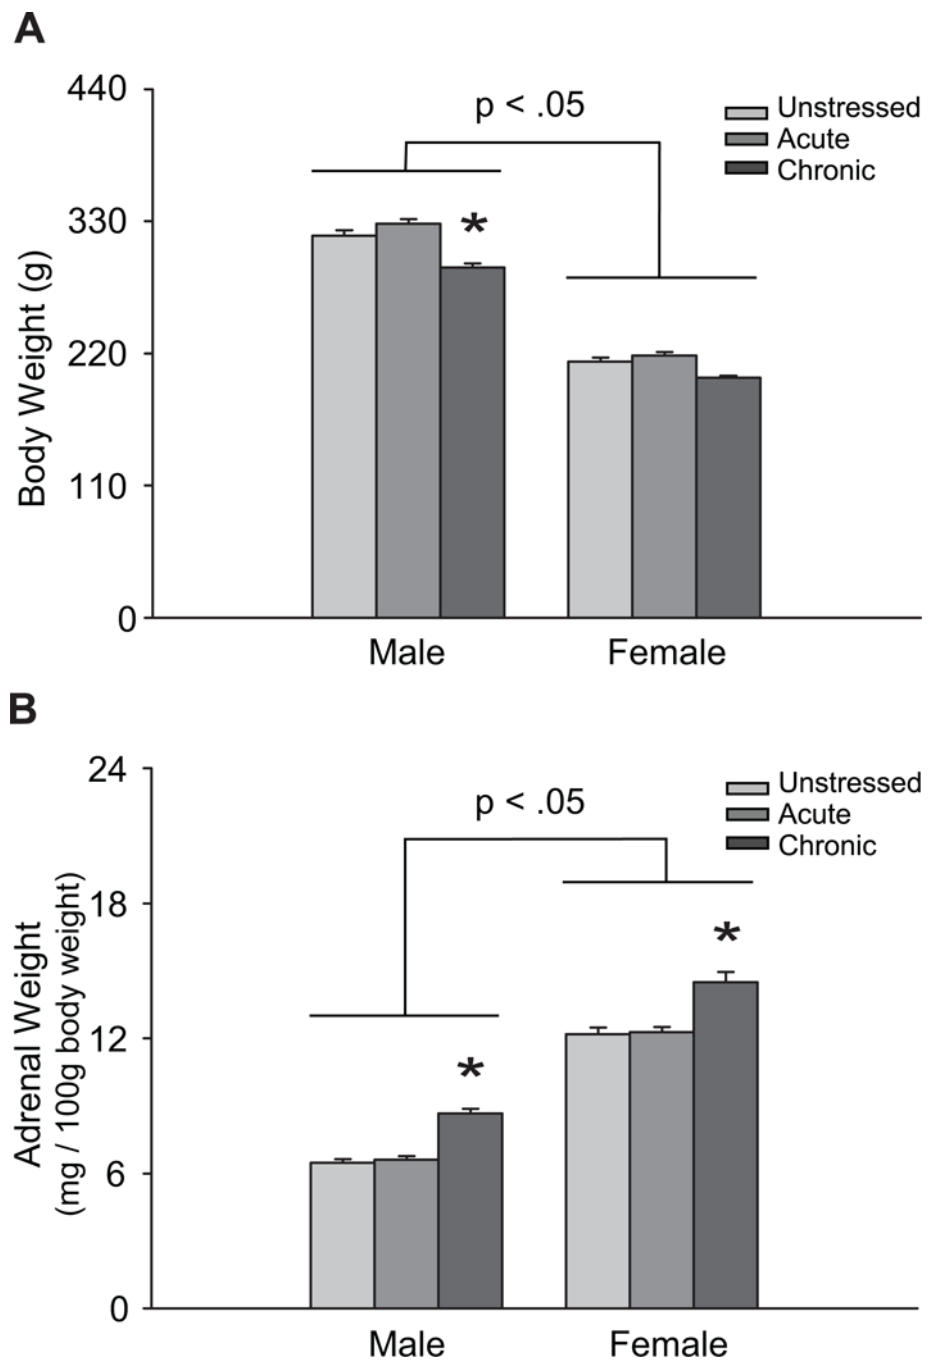 A
440
p < .05
Unstressed
Acute
Chronic
330
*
220
110
0
Body Weight (g)
Male
Female
B
24
p < .05
Unstressed
Acute
Chronic
18
*
12
*
6
0
Adrenal Weight
(mg / 100g body weight)
Male
Female